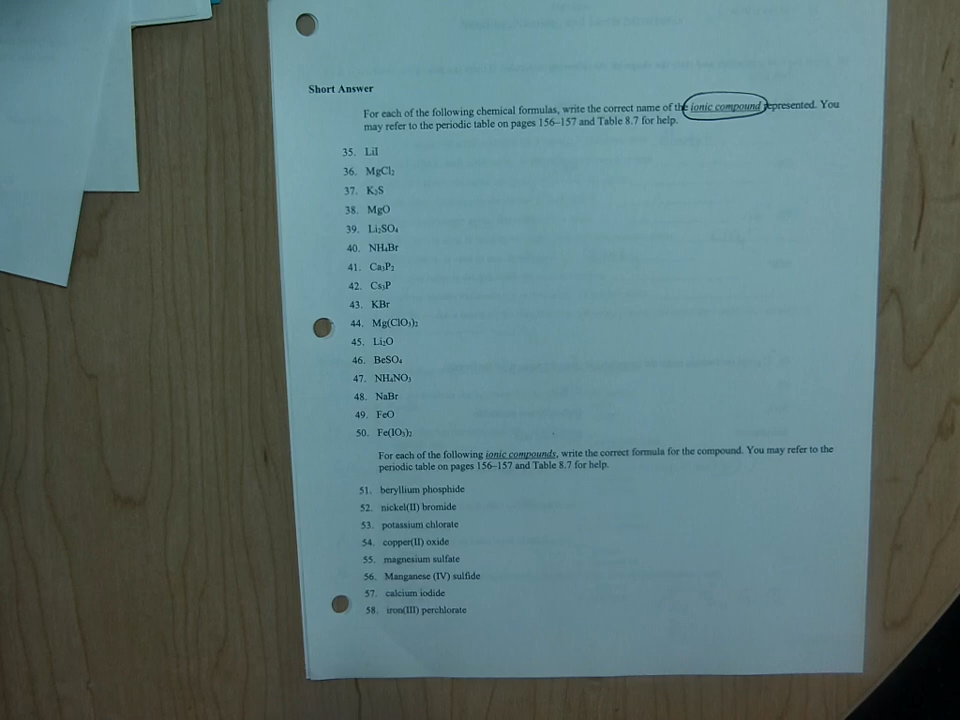 Short Answer
For each of the following chemical formulas, write the correct name of the ionic compound represented. You
may refer to the periodic table on pages 156–157 and Table 8.7 for help.
35. LiI
36. MgCl₂
37. K₂S
38. MgO
39. Li₂SO₄
40. NH₄Br
41. Ca₃P₂
42. Cs₃P
43. KBr
44. Mg(ClO₃)₂
45. Li₂O
46. BeSO₄
47. NH₄NO₃
48. NaBr
49. FeO
50. Fe(IO₃)₂
For each of the following ionic compounds, write the correct formula for the compound. You may refer to the
periodic table on pages 156–157 and Table 8.7 for help.
51. beryllium phosphide
52. nickel(II) bromide
53. potassium chlorate
54. copper(II) oxide
55. magnesium sulfate
56. Manganese (IV) sulfide
57. calcium iodide
58. iron(III) perchlorate